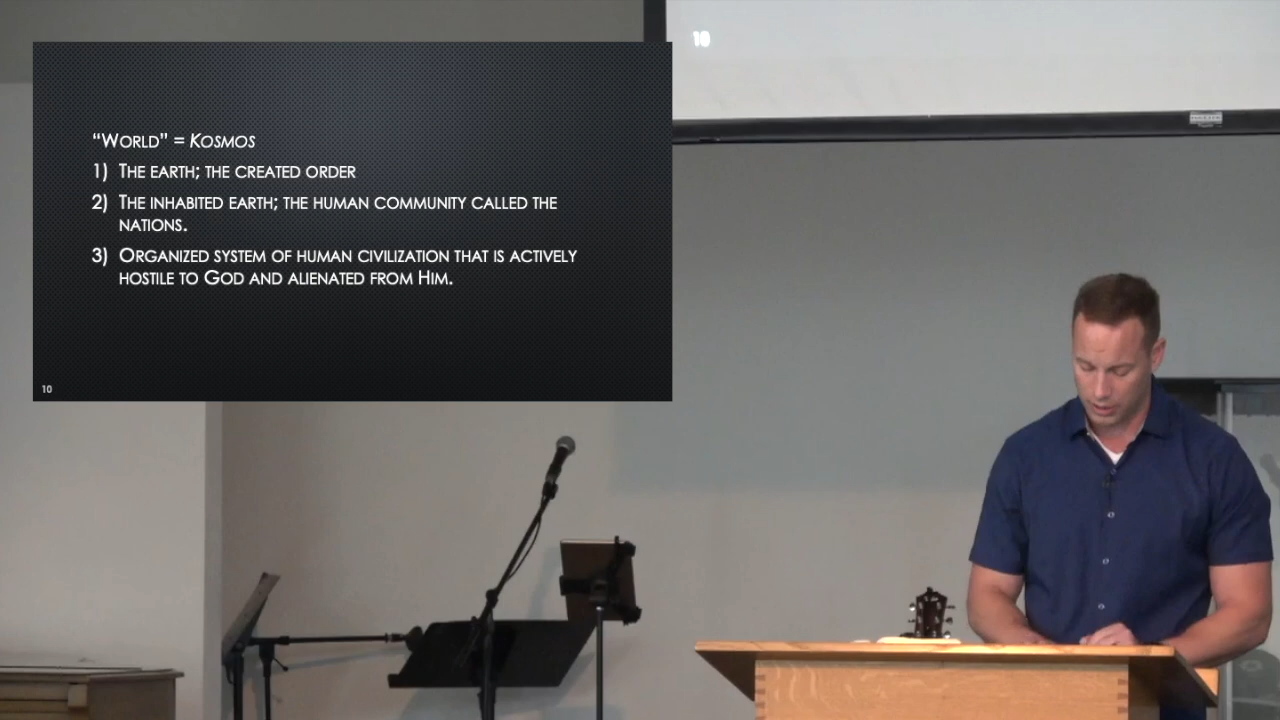 “World” = Kosmos
1) The earth; the created order
2) The inhabited earth; the human community called the
nations.
3) Organized system of human civilization that is actively
hostile to God and alienated from Him.
10
10